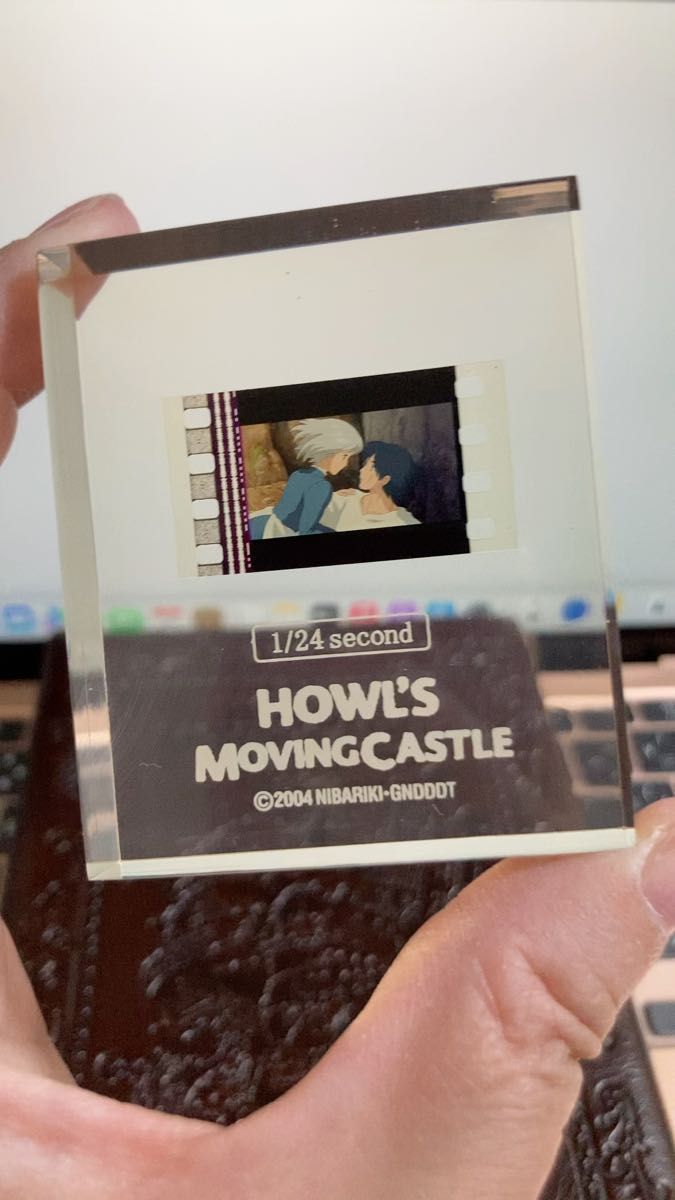 1/24 second
HOWL'S
MOVINGCASTLE
©2004 NIBARIKI・GNDDDT